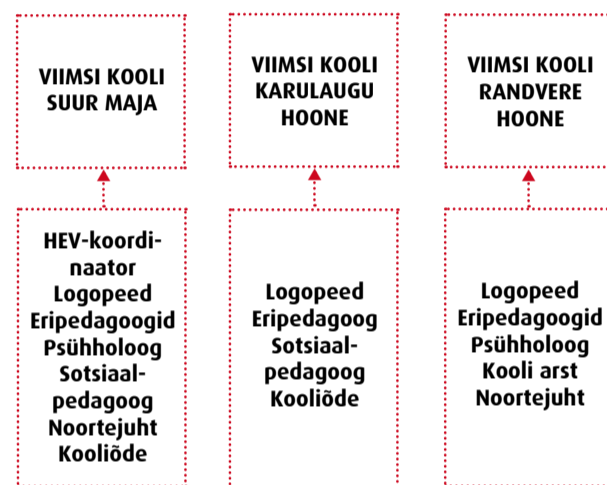 VIIMSI KOOLI
SUUR MAJA
VIIMSI KOOLI
KARULAUGU
HOONE
VIIMSI KOOLI
RANDVERE
HOONE
HEV-koordi-
naator
Logopeed
Eripedagoogid
Psühholoog
Sotsiaal-
pedagoog
Noortejuht
Kooliõde
Logopeed
Eripedagoog
Sotsiaal-
pedagoog
Kooliõde
Logopeed
Eripedagoogid
Psühholoog
Kooli arst
Noortejuht